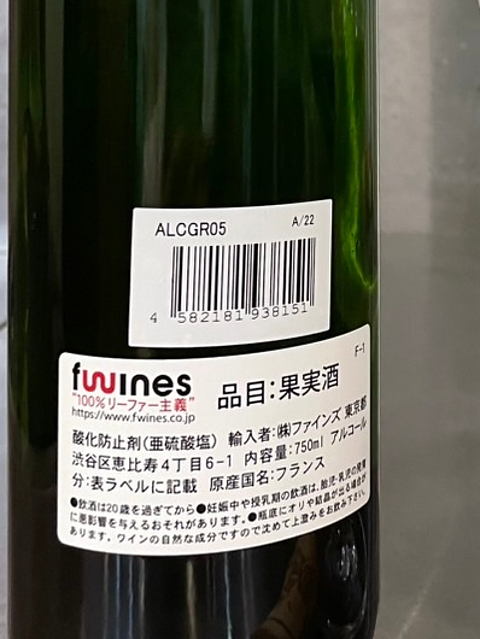 ALCGR05 A/22
4 582181 938151
F-1
fwines
"100%リーファー主義"
https://www.fwines.co.jp
品目:果実酒
酸化防止剤(亜硫酸塩) 輸入者:㈱ファインズ 東京都
渋谷区恵比寿4丁目6-1 内容量:750ml アルコール
分:表ラベルに記載 原産国名:フランス
●飲酒は20歳を過ぎてから●妊娠中や授乳期の飲酒は、胎児・乳児の発育
に悪影響を与えるおそれがあります。●瓶底にオリや結晶が出る場合が
あります。ワインの自然な成分ですので沈めて上澄みをお飲み下さい。